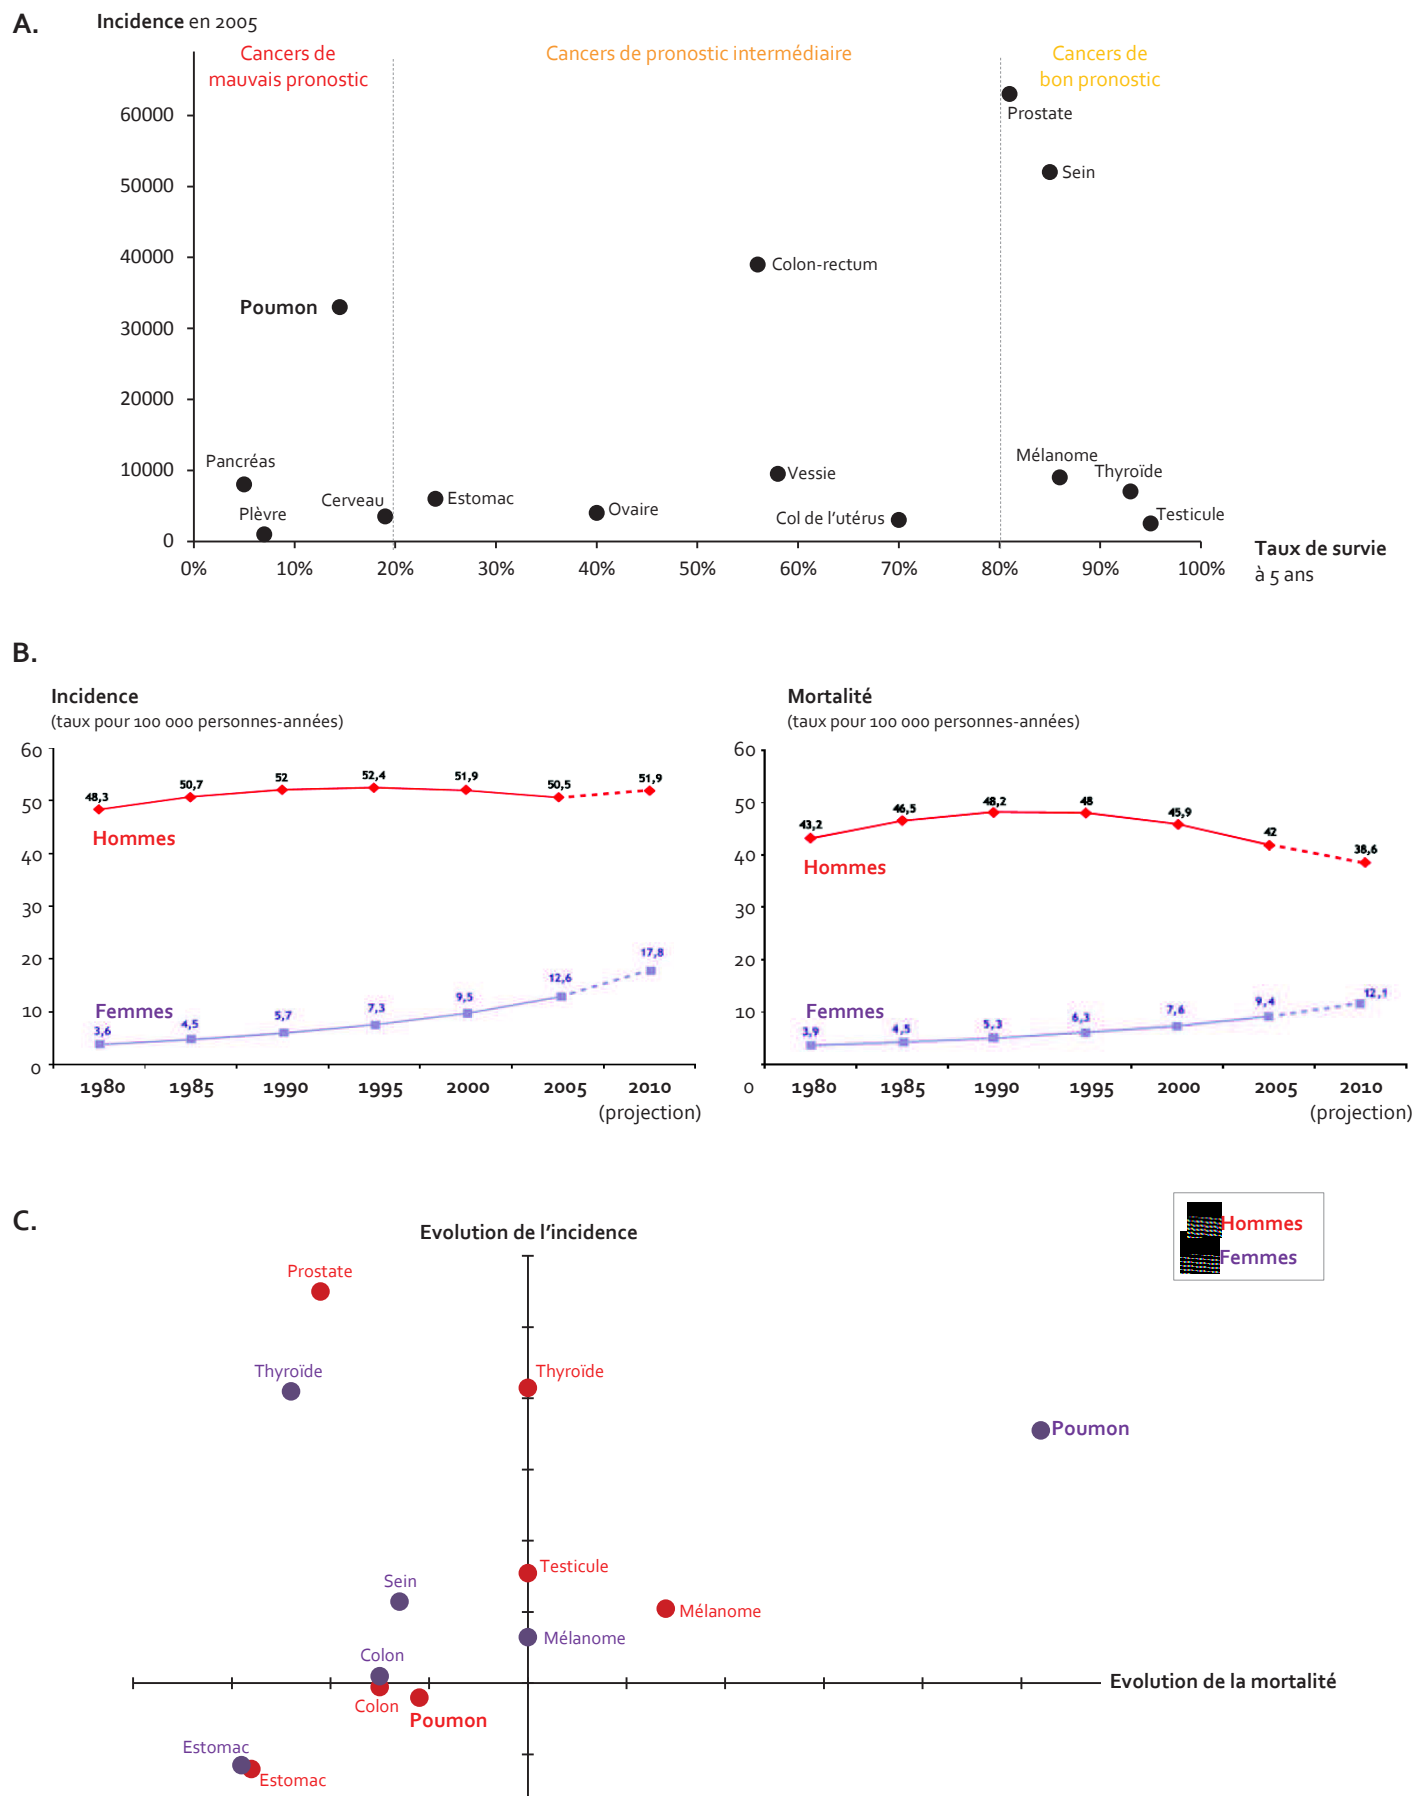 A.
Incidence en 2005
Cancers de
mauvais pronostic
Cancers de pronostic intermédiaire
Cancers de
bon pronostic
60000
50000
40000
30000
20000
10000
0
Prostate
Sein
Colon-rectum
Poumon
Pancréas
Plèvre
Cerveau
Estomac
Ovaire
Vessie
Col de l'utérus
Mélanome
Thyroïde
Testicule
0% 10% 20% 30% 40% 50% 60% 70% 80% 90% 100%
Taux de survie
à 5 ans
B.
Incidence
(taux pour 100 000 personnes-années)
60
50
40
30
20
10
0
48,3 50,7 52 52,4 51,9 50,5 51,9
Hommes
Femmes
3,6 4,5 5,7 7,3 9,5 12,6 17,8
1980 1985 1990 1995 2000 2005 2010
(projection)
Mortalité
(taux pour 100 000 personnes-années)
60
50
40
30
20
10
0
43,2 46,5 48,2 48 45,9 42 38,6
Hommes
Femmes
3,9 4,5 5,3 6,3 7,6 9,4 12,1
1980 1985 1990 1995 2000 2005 2010
(projection)
C.
Hommes
Femmes
Evolution de l'incidence
Prostate
Thyroïde
Thyroïde
Poumon
Testicule
Sein
Mélanome
Mélanome
Colon
Evolution de la mortalité
Colon
Poumon
Estomac
Estomac